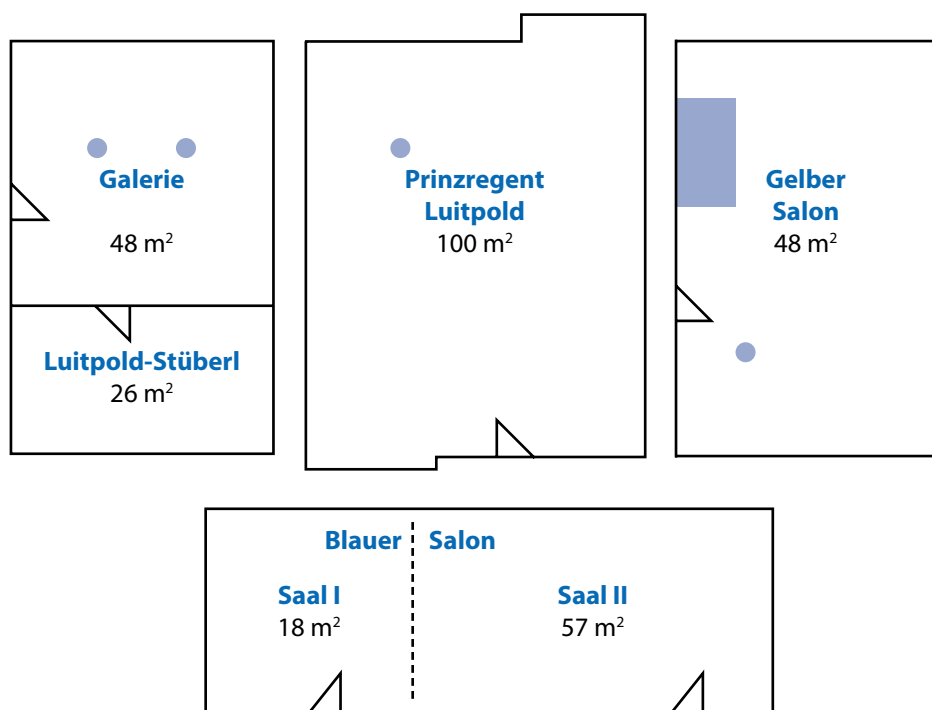 Galerie
48 m²
Luitpold-Stüberl
26 m²
Prinzregent
Luitpold
100 m²
Gelber
Salon
48 m²
Blauer Salon
Saal I
18 m²
Saal II
57 m²